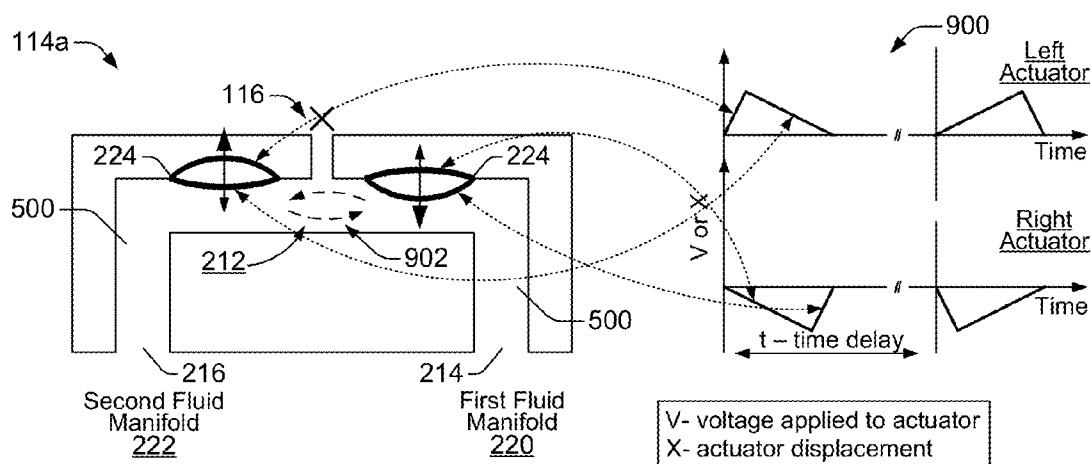 114a
116
900
Left
Actuator
224
224
Time
500
V or X
Right
Actuator
212
902
500
Time
t – time delay
216
214
Second Fluid
Manifold
222
First Fluid
Manifold
220
V- voltage applied to actuator
X- actuator displacement